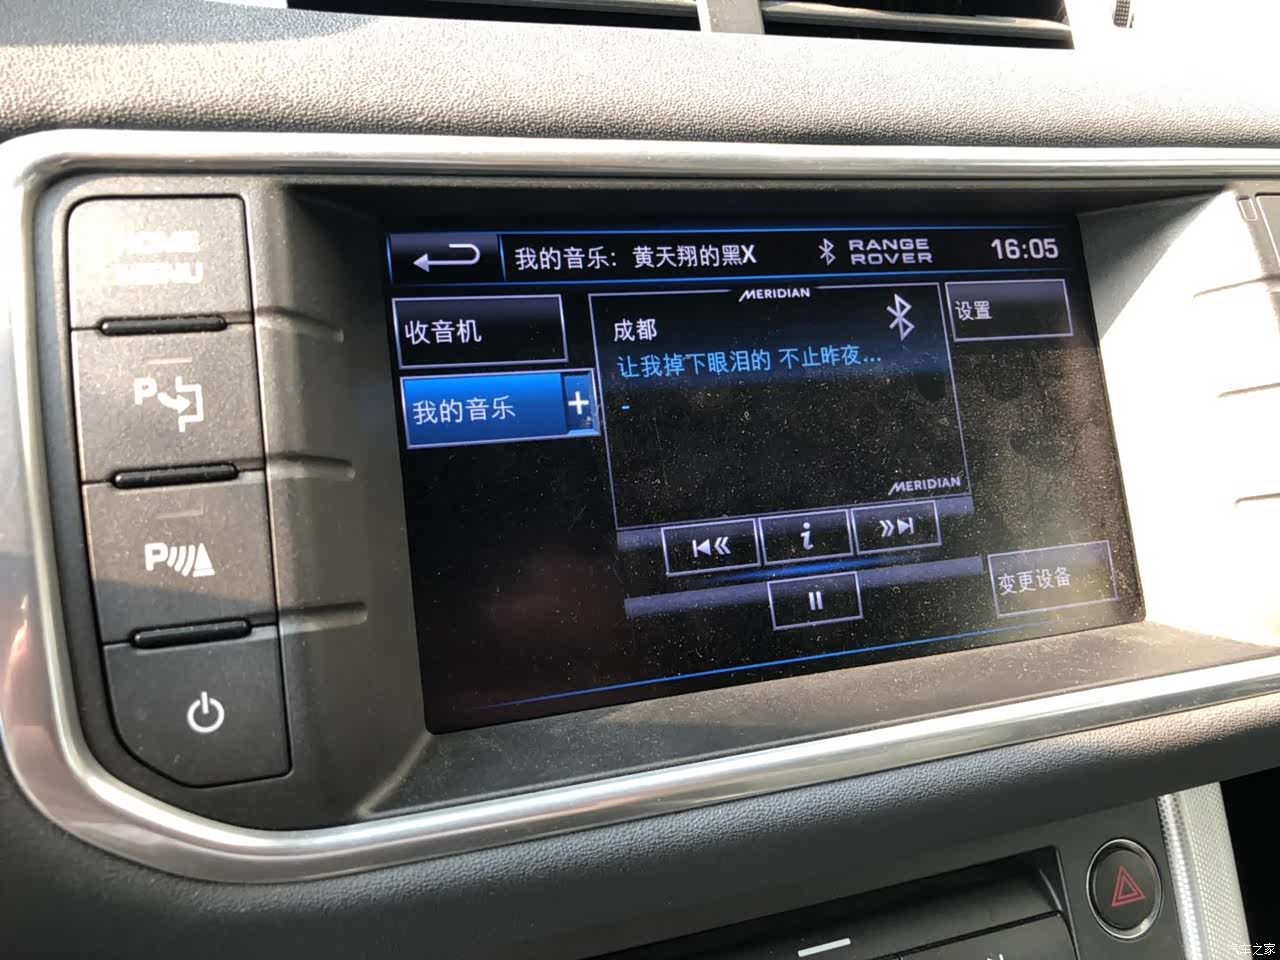 HOME
MENU
P
P
我的音乐：黄天翔的黑X
RANGE
ROVER
16:05
收音机
我的音乐
+
MERIDIAN
成都
让我掉下眼泪的 不止昨夜...
-
MERIDIAN
设置
i
变更设备
汽车之家